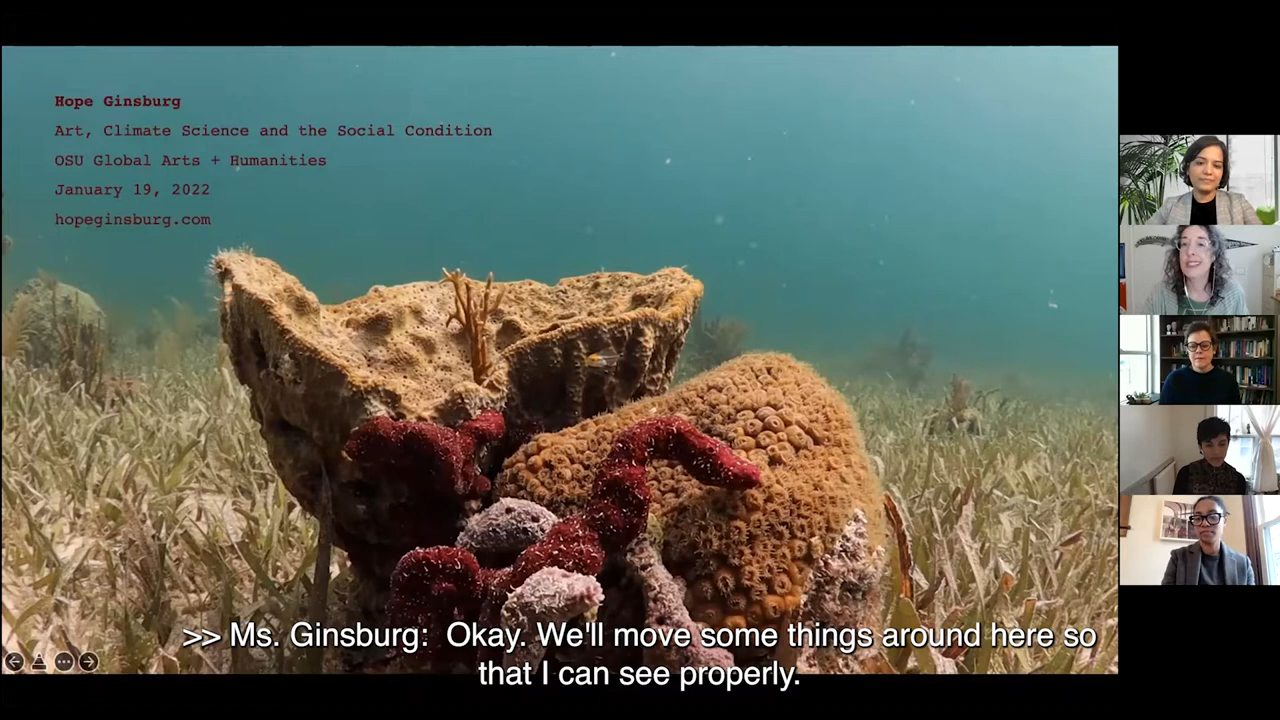 Hope Ginsburg
Art, Climate Science and the Social Condition
OSU Global Arts + Humanities
January 19, 2022
hopeginsburg.com
>> Ms. Ginsburg:  Okay. We'll move some things around here so
that I can see properly.